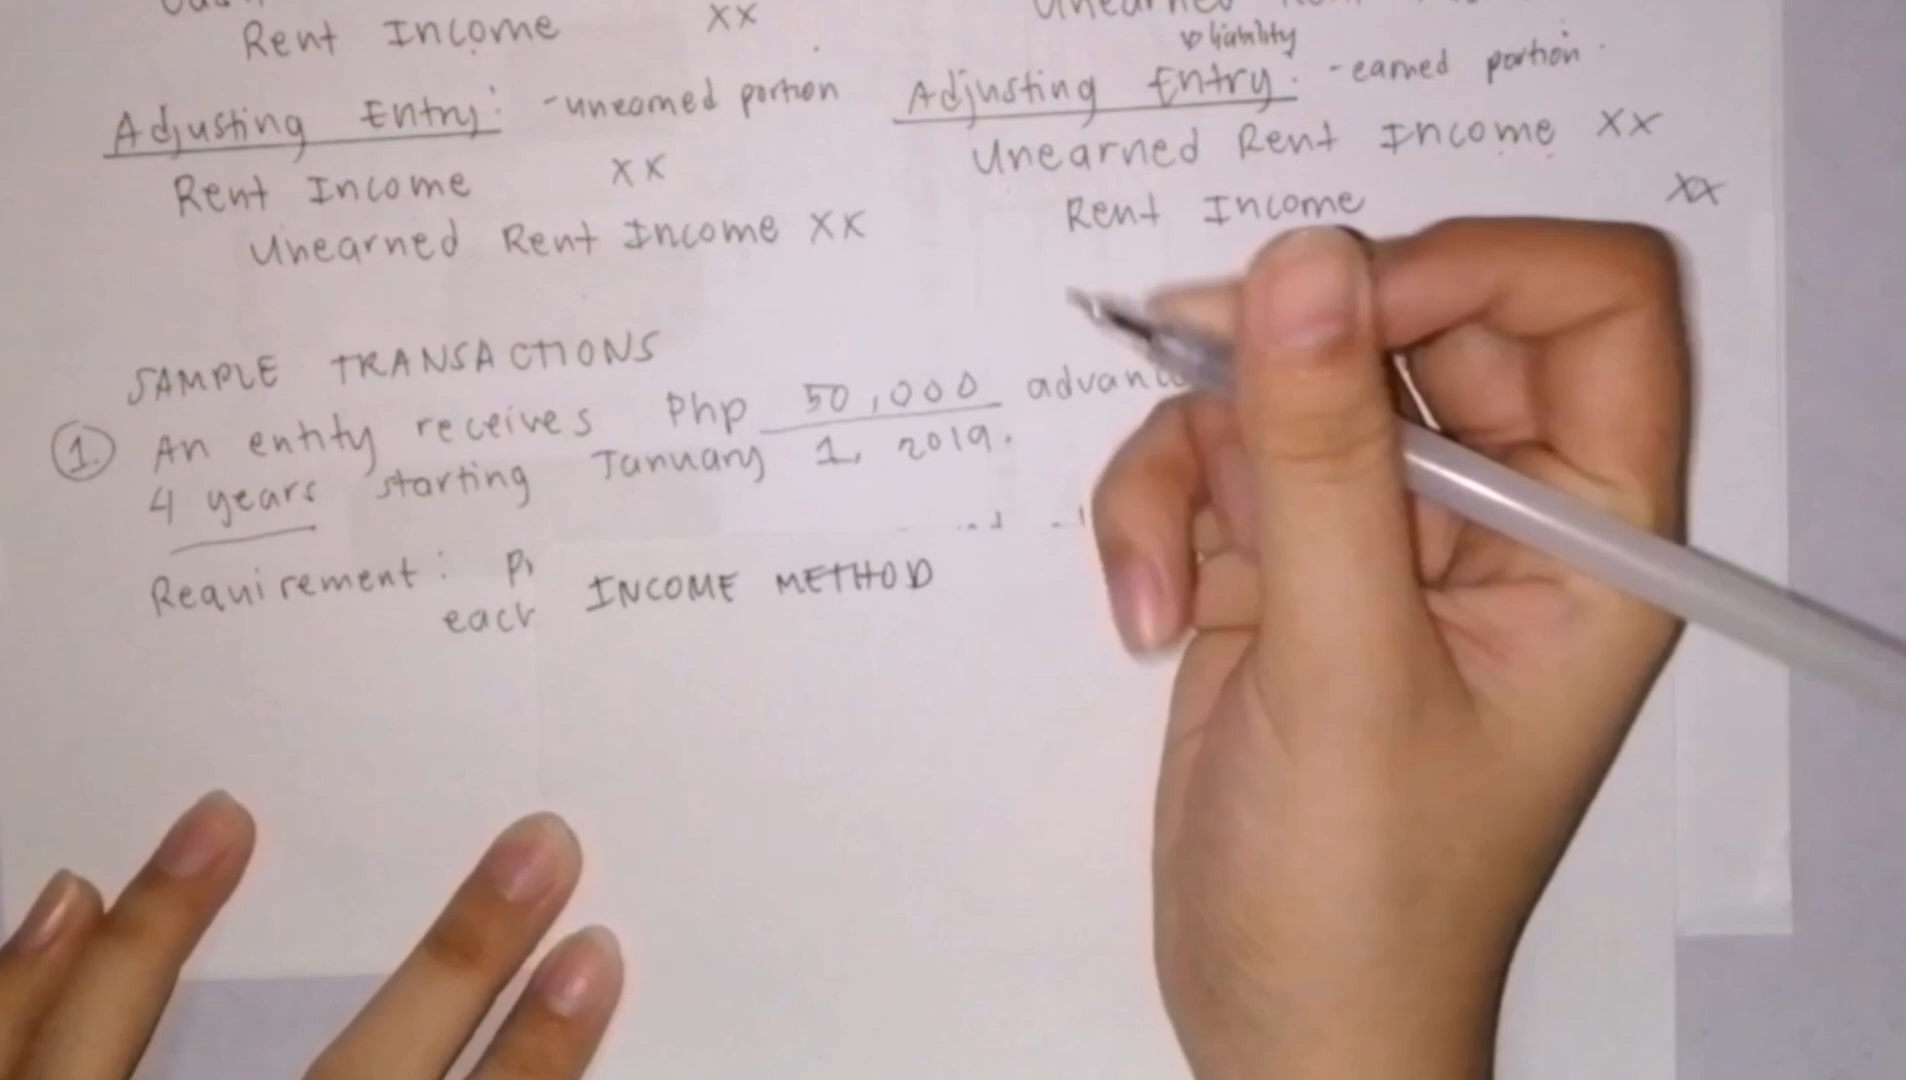 Rent Income XX
liability
Adjusting Entry: -unearned portion
Rent Income XX
Unearned Rent Income XX
Adjusting Entry: -earned portion.
Unearned Rent Income XX
Rent Income XX
SAMPLE TRANSACTIONS
1. An entity receives Php 50,000
4 years starting January 1, 2019.
Requirement:
INCOME METHOD